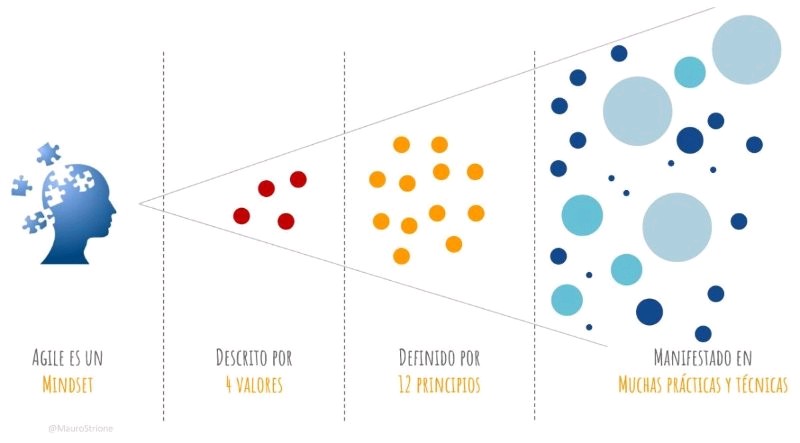 Agile es un
Mindset
Descrito por
4 valores
Definido por
12 principios
Manifestado en
Muchas prácticas y técnicas
@MauroStrione